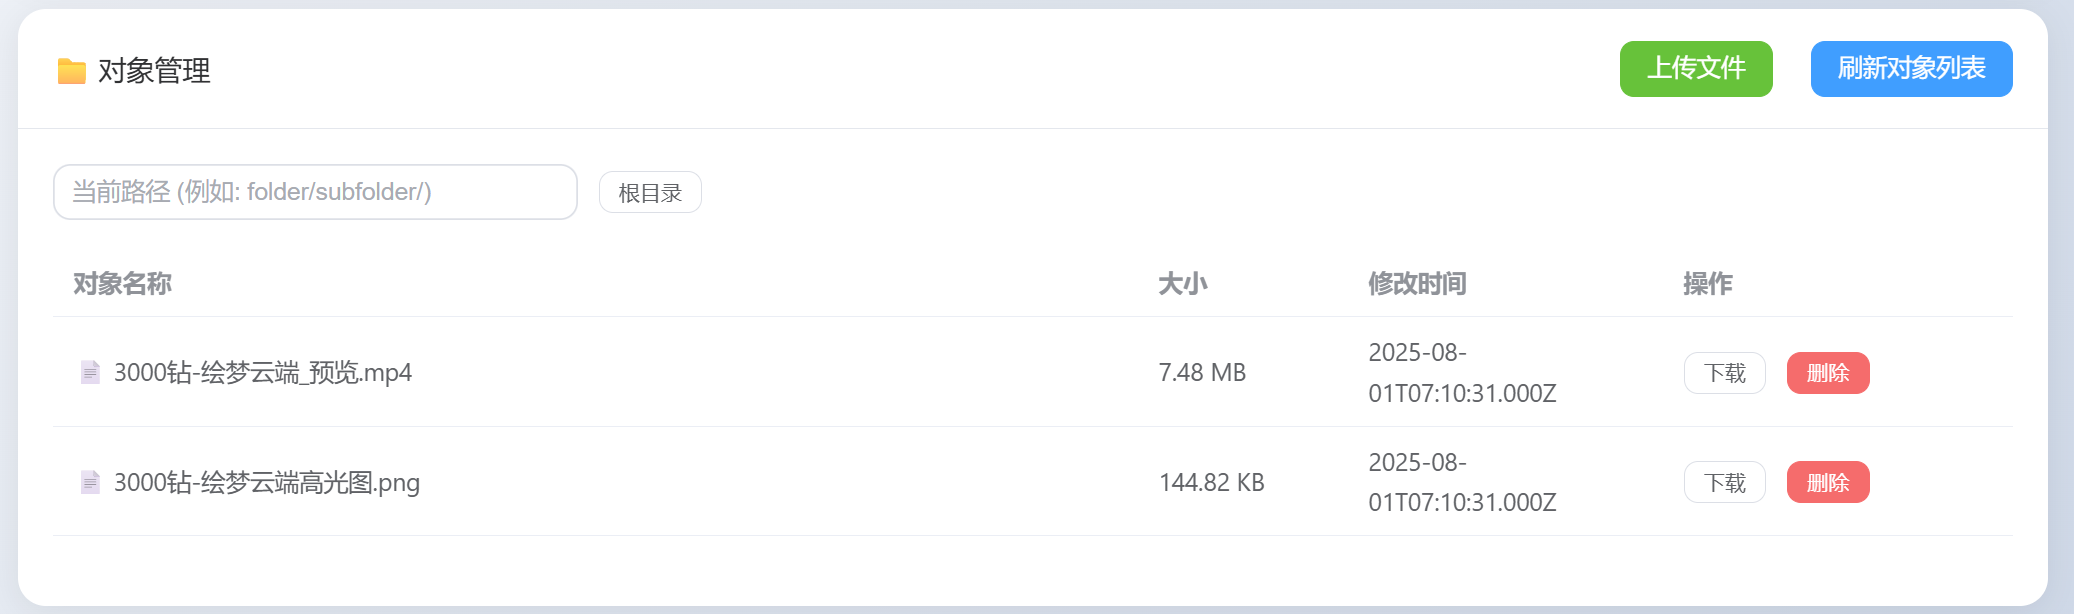 对象管理
上传文件
刷新对象列表
当前路径 (例如: folder/subfolder/)
根目录
对象名称 大小 修改时间 操作
3000钻-绘梦云端_预览.mp4 7.48 MB 2025-08-
01T07:10:31.000Z 下载 删除
3000钻-绘梦云端高光图.png 144.82 KB 2025-08-
01T07:10:31.000Z 下载 删除